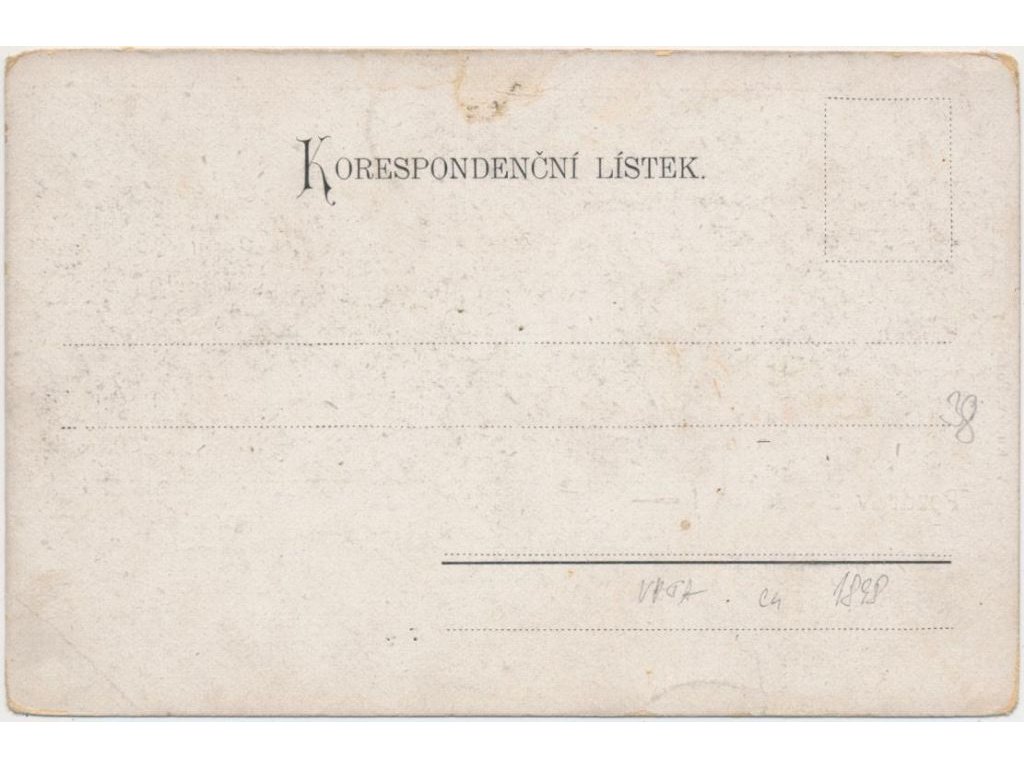 KORESPONDENČNÍ LÍSTEK.
38
ca 1898